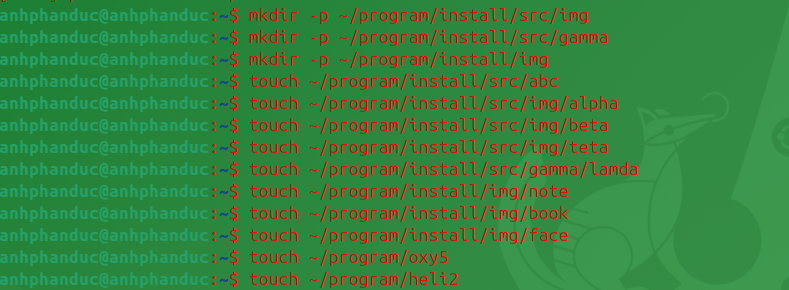 anhphanduc@anhphanduc:~$ mkdir -p ~/program/install/src/img
anhphanduc@anhphanduc:~$ mkdir -p ~/program/install/src/gamma
anhphanduc@anhphanduc:~$ mkdir -p ~/program/install/img
anhphanduc@anhphanduc:~$ touch ~/program/install/src/abc
anhphanduc@anhphanduc:~$ touch ~/program/install/src/img/alpha
anhphanduc@anhphanduc:~$ touch ~/program/install/src/img/beta
anhphanduc@anhphanduc:~$ touch ~/program/install/src/img/teta
anhphanduc@anhphanduc:~$ touch ~/program/install/src/gamma/lamda
anhphanduc@anhphanduc:~$ touch ~/program/install/img/note
anhphanduc@anhphanduc:~$ touch ~/program/install/img/book
anhphanduc@anhphanduc:~$ touch ~/program/install/img/face
anhphanduc@anhphanduc:~$ touch ~/program/oxy5
anhphanduc@anhphanduc:~$ touch ~/program/heli2